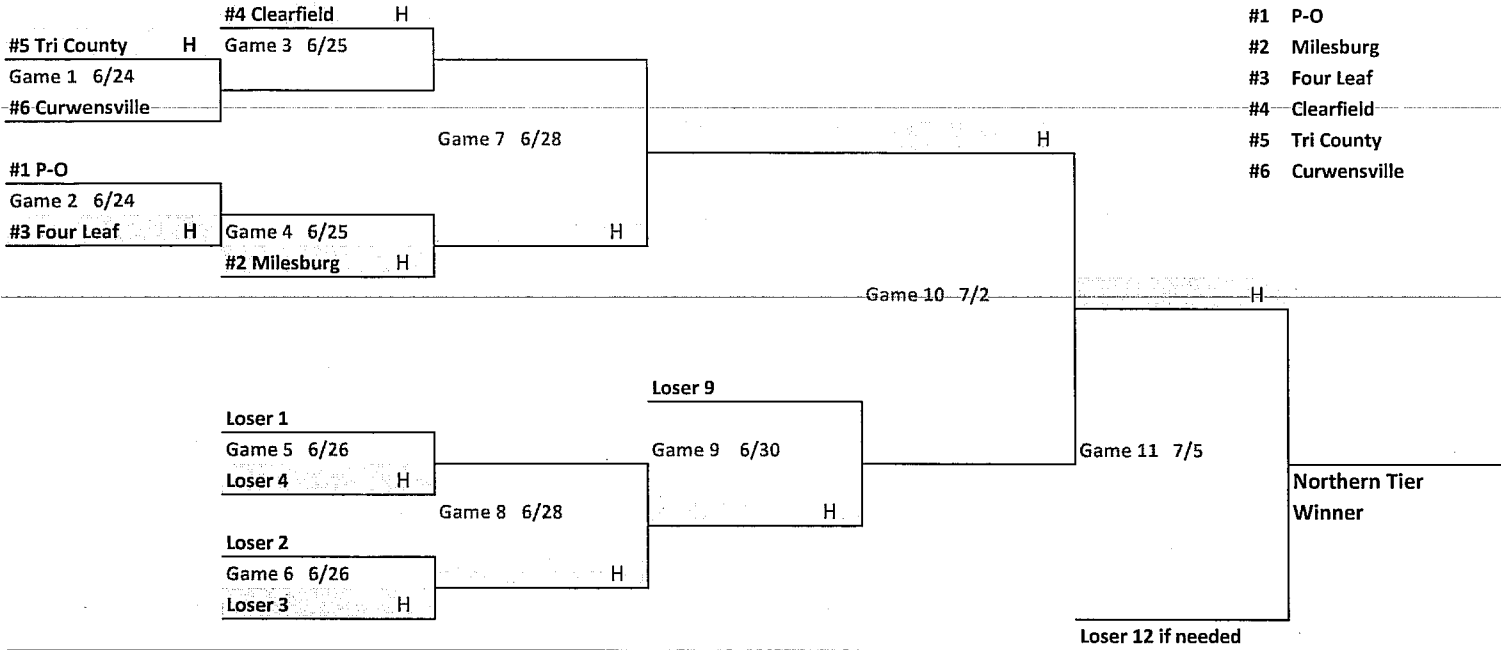 #4 Clearfield H
#5 Tri County H
Game 3 6/25
Game 1 6/24
#6 Curwensville
Game 7 6/28
H
#1 P-O
Game 2 6/24
#3 Four Leaf H
Game 4 6/25
H
#2 Milesburg H
Game 10 7/2
H
Loser 9
Loser 1
Game 5 6/26
Game 9 6/30
Game 11 7/5
Loser 4 H
Northern Tier
Winner
Game 8 6/28
H
Loser 2
Game 6 6/26
H
Loser 3 H
Loser 12 if needed
#1 P-O
#2 Milesburg
#3 Four Leaf
#4 Clearfield
#5 Tri County
#6 Curwensville